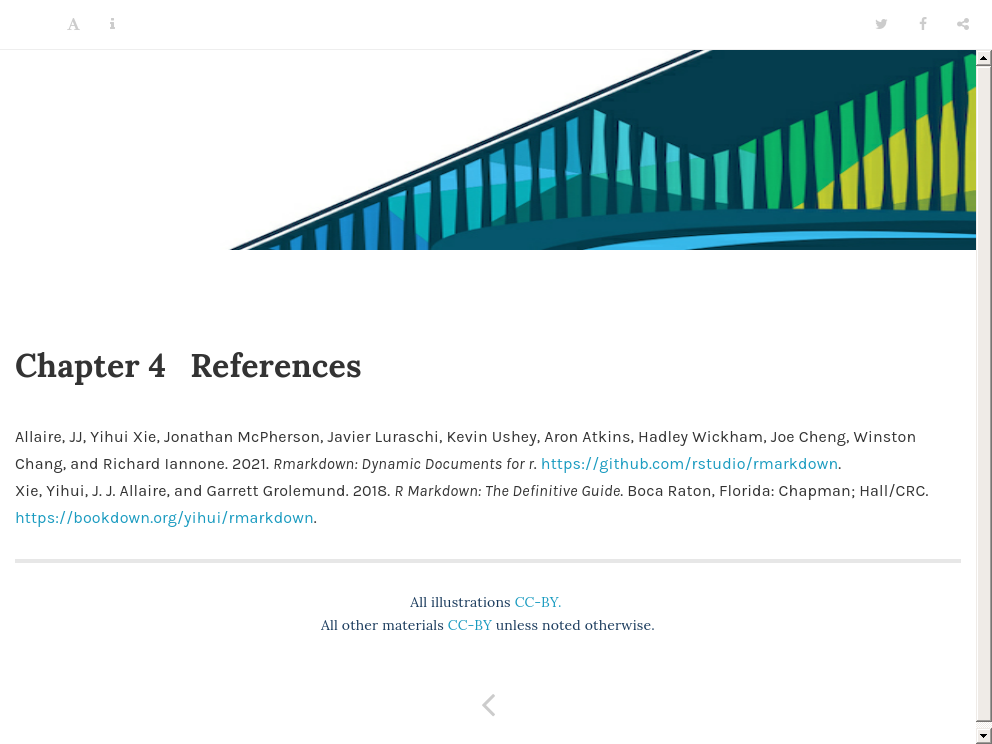 Chapter 4 References
Allaire, JJ, Yihui Xie, Jonathan McPherson, Javier Luraschi, Kevin Ushey, Aron Atkins, Hadley Wickham, Joe Cheng, Winston
Chang, and Richard Iannone. 2021. Rmarkdown: Dynamic Documents for r. https://github.com/rstudio/rmarkdown.
Xie, Yihui, J. J. Allaire, and Garrett Grolemund. 2018. R Markdown: The Definitive Guide. Boca Raton, Florida: Chapman; Hall/CRC.
https://bookdown.org/yihui/rmarkdown.
All illustrations CC-BY.
All other materials CC-BY unless noted otherwise.